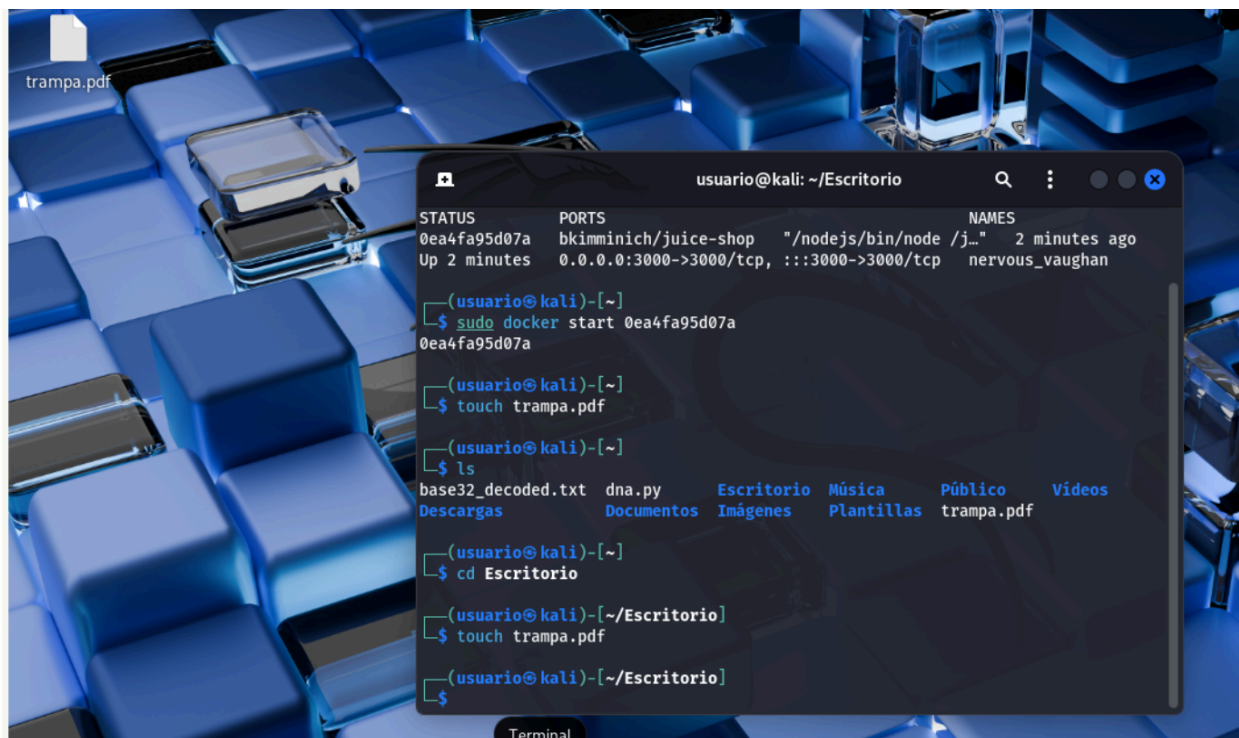 trampa.pdf
usuario@kali: ~/Escritorio
STATUS PORTS NAMES
0ea4fa95d07a bkimminich/juice-shop "/nodejs/bin/node /j…" 2 minutes ago
Up 2 minutes 0.0.0.0:3000->3000/tcp, :::3000->3000/tcp nervous_vaughan
┌──(usuario㉿kali)-[~]
└─$ sudo docker start 0ea4fa95d07a
0ea4fa95d07a
┌──(usuario㉿kali)-[~]
└─$ touch trampa.pdf
┌──(usuario㉿kali)-[~]
└─$ ls
base32_decoded.txt dna.py Escritorio Música Público Vídeos
Descargas Documentos Imágenes Plantillas trampa.pdf
┌──(usuario㉿kali)-[~]
└─$ cd Escritorio
┌──(usuario㉿kali)-[~/Escritorio]
└─$ touch trampa.pdf
┌──(usuario㉿kali)-[~/Escritorio]
└─$
Terminal